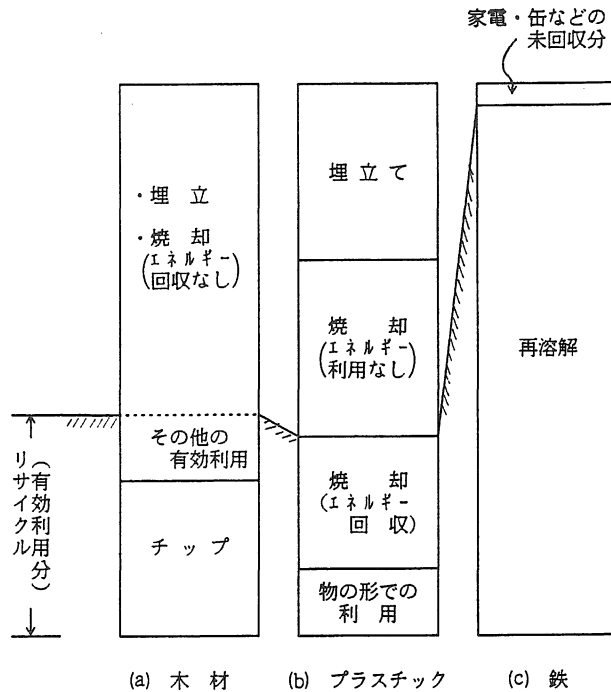 家電・缶などの
未回収分
・埋 立
・焼 却
(エネルギー
回収なし)
その他の
有効利用
チ ッ プ
埋 立 て
焼 却
(エネルギー
利用なし)
焼 却
(エネルギー
回 収)
物の形での
利 用
再溶解
リサイクル
(有効利用分)
(a) 木 材
(b) プラスチック
(c) 鉄